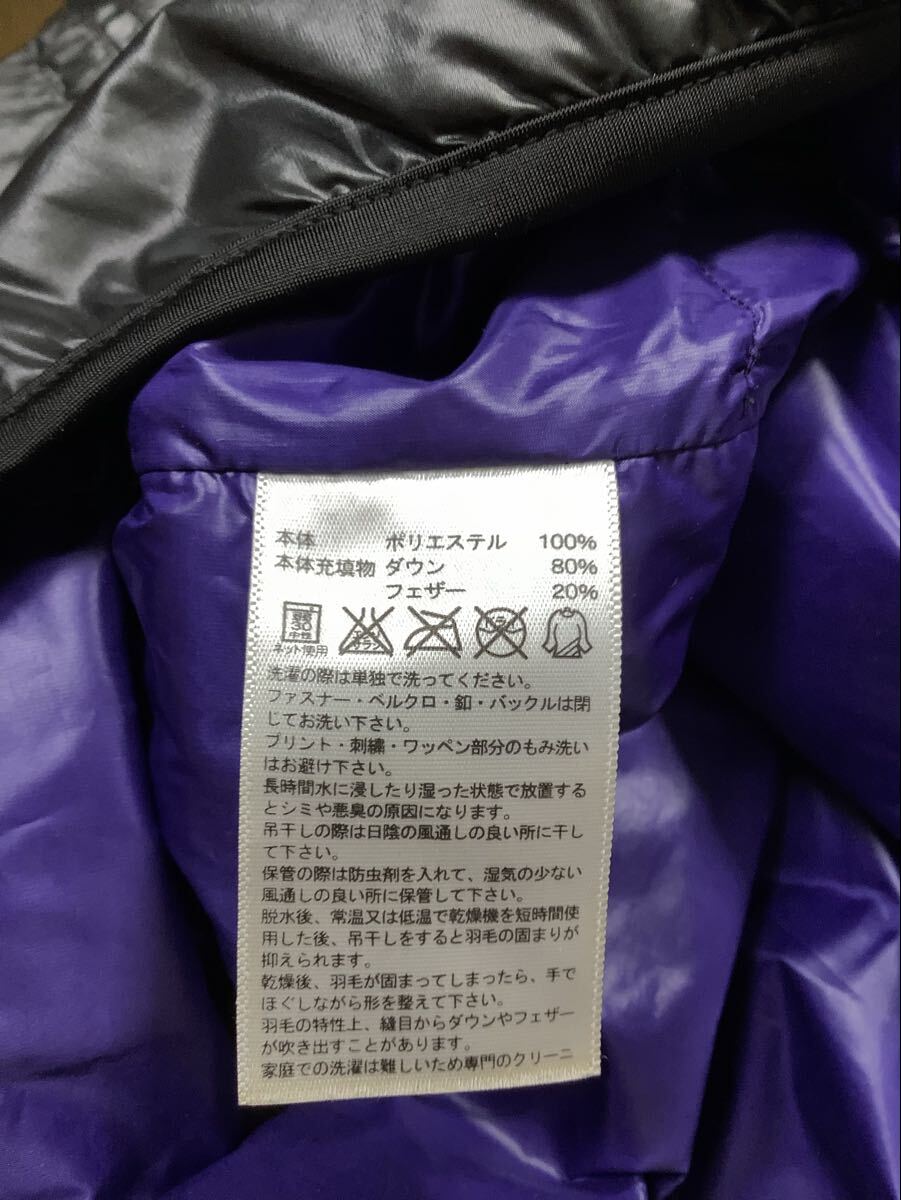 本体 ポリエステル 100%
本体充填物 ダウン 80%
フェザー 20%
弱 30 中性
ネット使用
洗濯の際は単独で洗ってください。
ファスナー・ベルクロ・釦・バックルは閉
じてお洗い下さい。
プリント・刺繍・ワッペン部分のもみ洗い
はお避け下さい。
長時間水に浸したり湿った状態で放置する
とシミや悪臭の原因になります。
吊干しの際は日陰の風通しの良い所に干し
て下さい。
保管の際は防虫剤を入れて、湿気の少ない
風通しの良い所に保管して下さい。
脱水後、常温又は低温で乾燥機を短時間使
用した後、吊干しをすると羽毛の固まりが
抑えられます。
乾燥後、羽毛が固まってしまったら、手で
ほぐしながら形を整えて下さい。
羽毛の特性上、縫目からダウンやフェザー
が吹き出すことがあります。
家庭での洗濯は難しいため専門のクリーニ